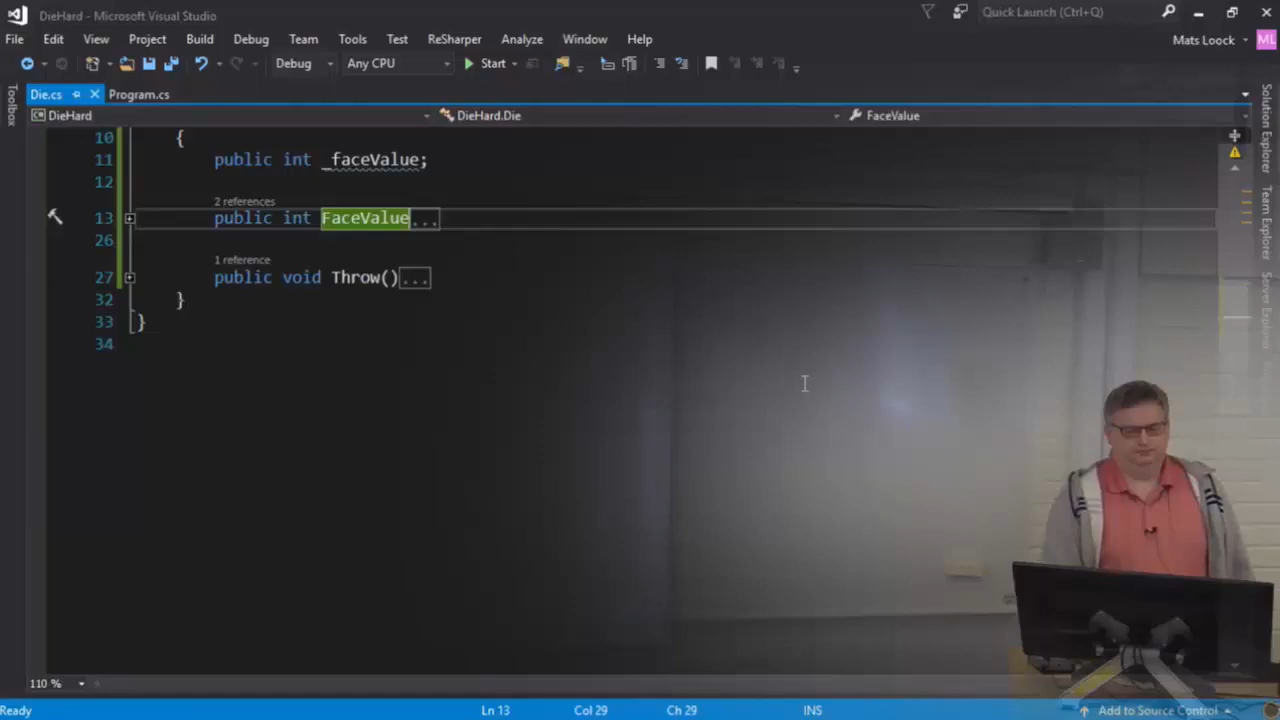 DieHard - Microsoft Visual Studio
Quick Launch (Ctrl+Q)
File Edit View Project Build Debug Team Tools Test ReSharper Analyze Window Help
Mats Loock ML
Debug Any CPU Start
Toolbox
Die.cs Program.cs
DieHard DieHard.Die FaceValue
10 {
11 public int _faceValue;
12
2 references
13 public int FaceValue...
26
1 reference
27 public void Throw()...
32 }
33 }
34
Solution Explorer
Team Explorer
Server Explorer
110 %
Ready Ln 13 Col 29 Ch 29 INS Add to Source Control